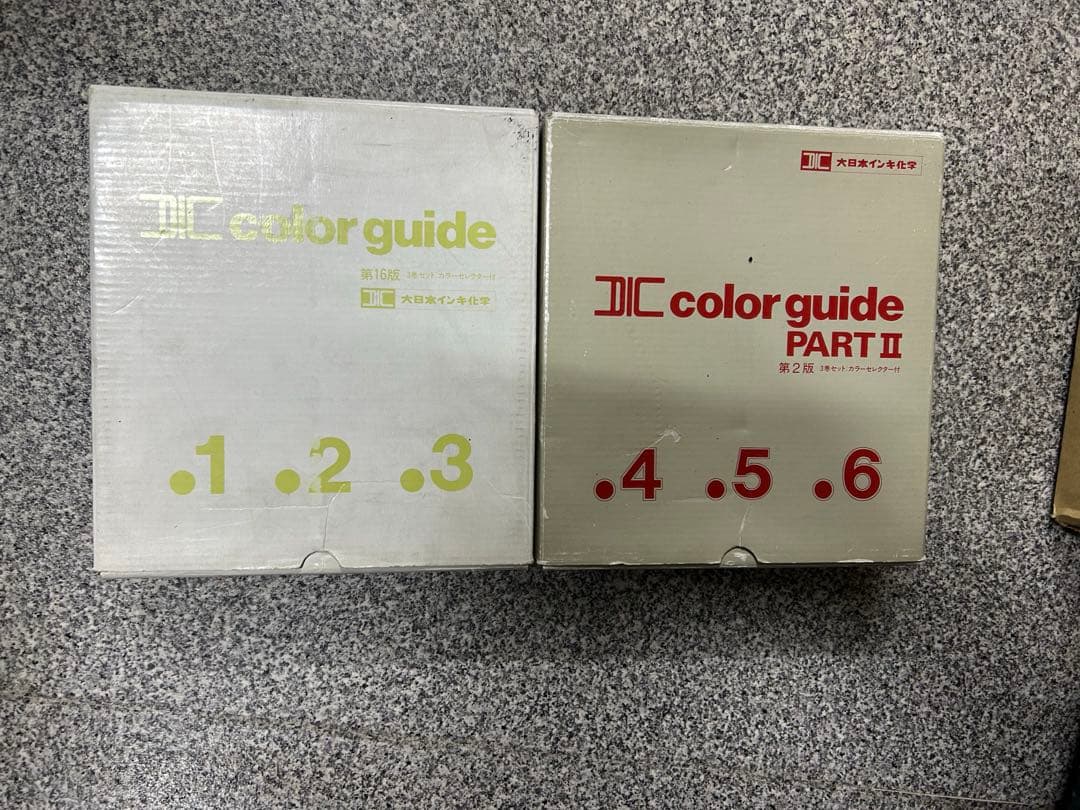 DIC color guide
第16版 3巻セット.カラーセレクター付
DIC 大日本インキ化学
.1 .2 .3
DIC 大日本インキ化学
DIC color guide
PART II
第2版 3巻セット.カラーセレクター付
.4 .5 .6